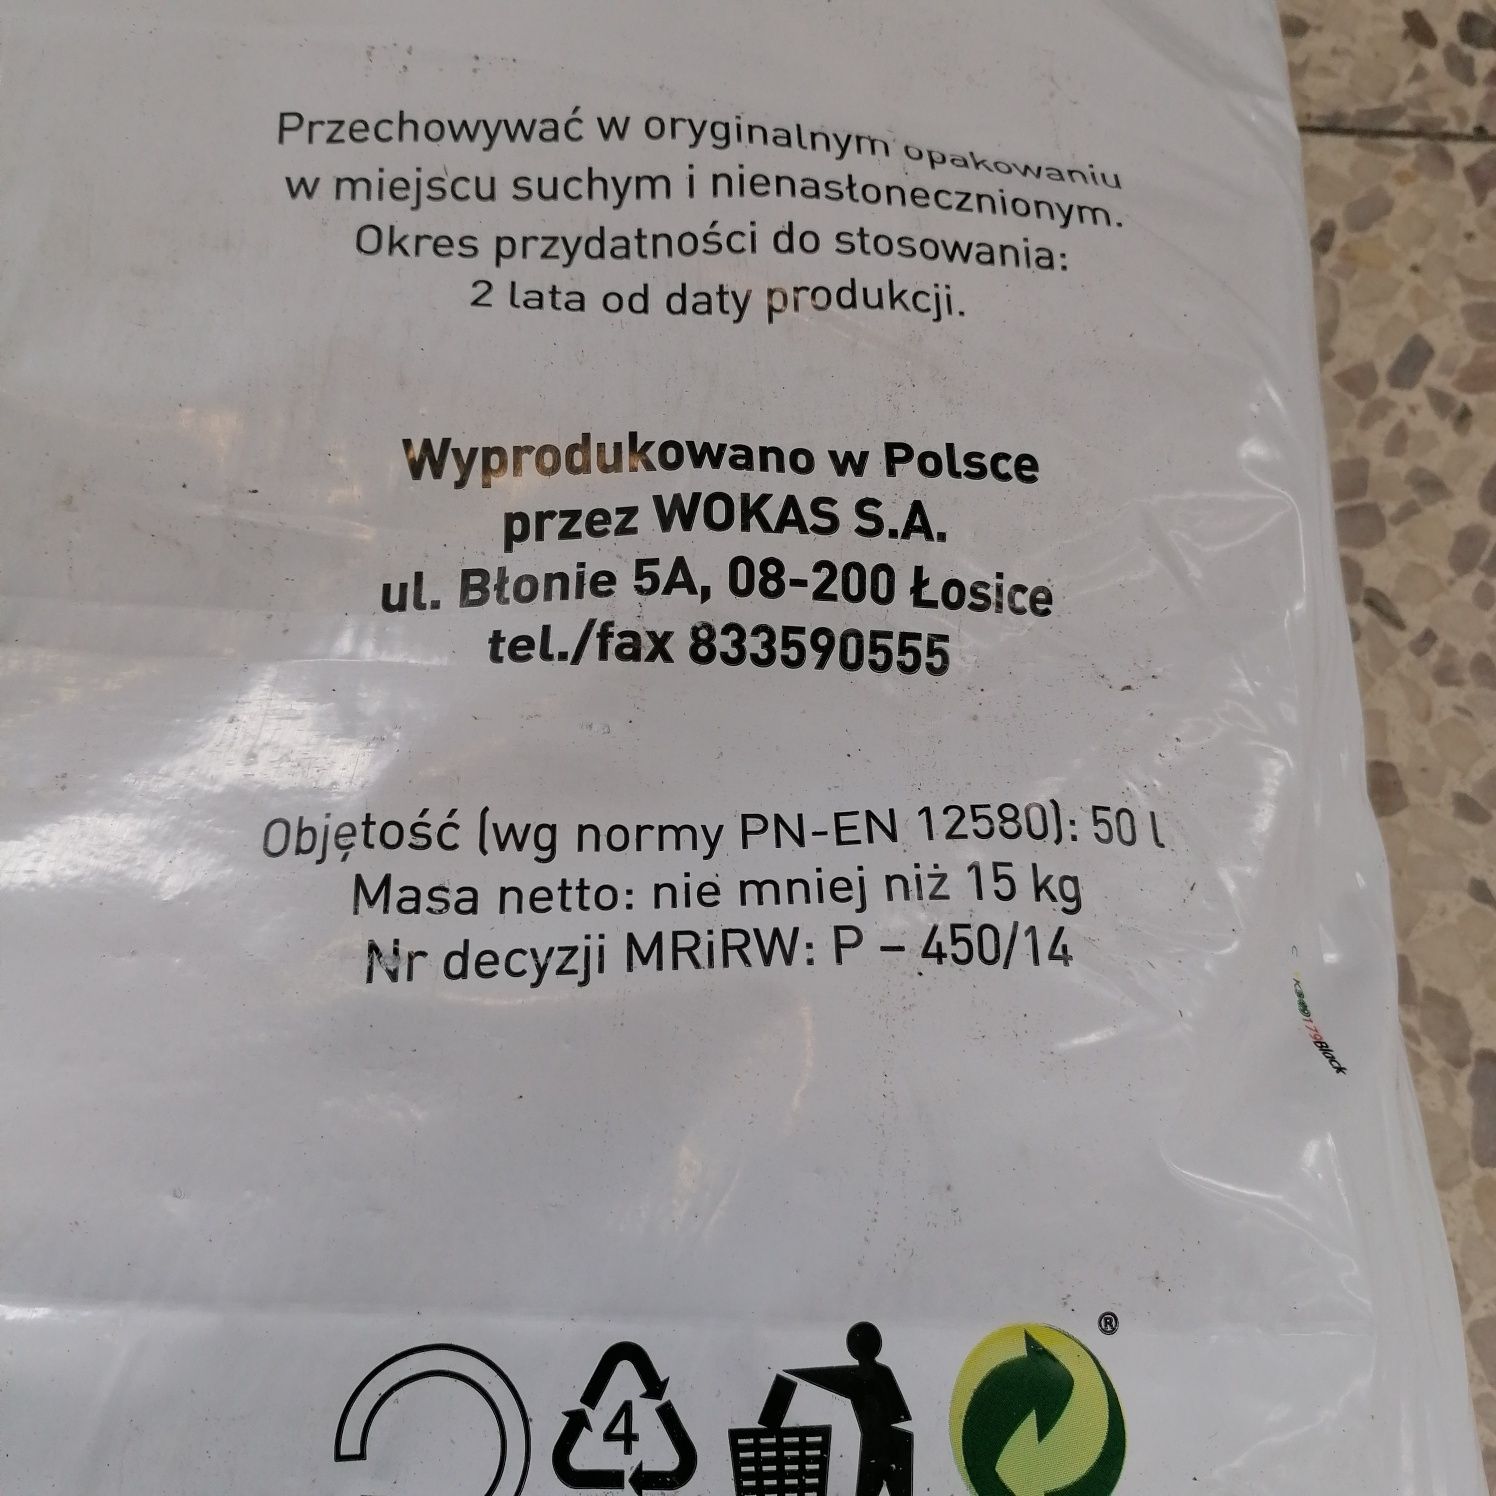 Przechowywać w oryginalnym opakowaniu
w miejscu suchym i nienasłonecznionym.
Okres przydatności do stosowania:
2 lata od daty produkcji.
Wyprodukowano w Polsce
przez WOKAS S.A.
ul. Błonie 5A, 08-200 Łosice
tel./fax 833590555
Objętość (wg normy PN-EN 12580): 50 l
Masa netto: nie mniej niż 15 kg
Nr decyzji MRiRW: P – 450/14
®
4